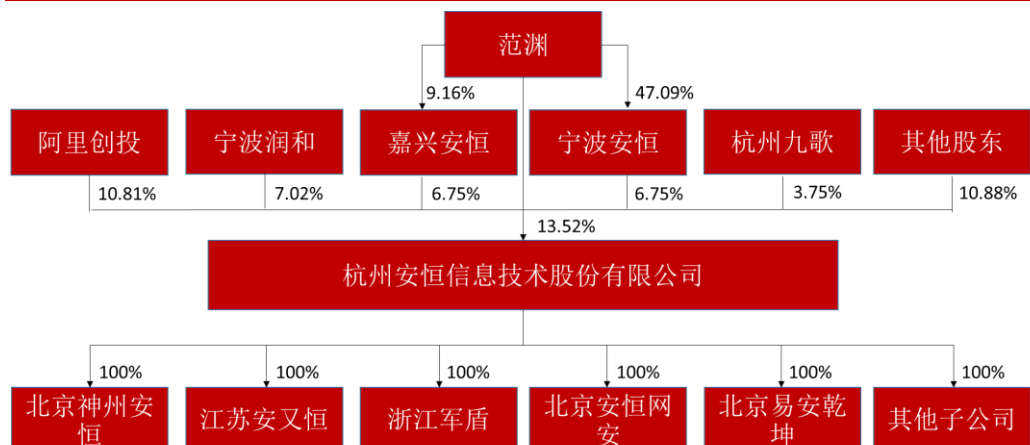 范渊
9.16%
47.09%
阿里创投
宁波润和
嘉兴安恒
宁波安恒
杭州九歌
其他股东
10.81%
7.02%
6.75%
6.75%
3.75%
10.88%
13.52%
杭州安恒信息技术股份有限公司
100%
100%
100%
100%
100%
100%
北京神州安
恒
江苏安又恒
浙江军盾
北京安恒网
安
北京易安乾
坤
其他子公司